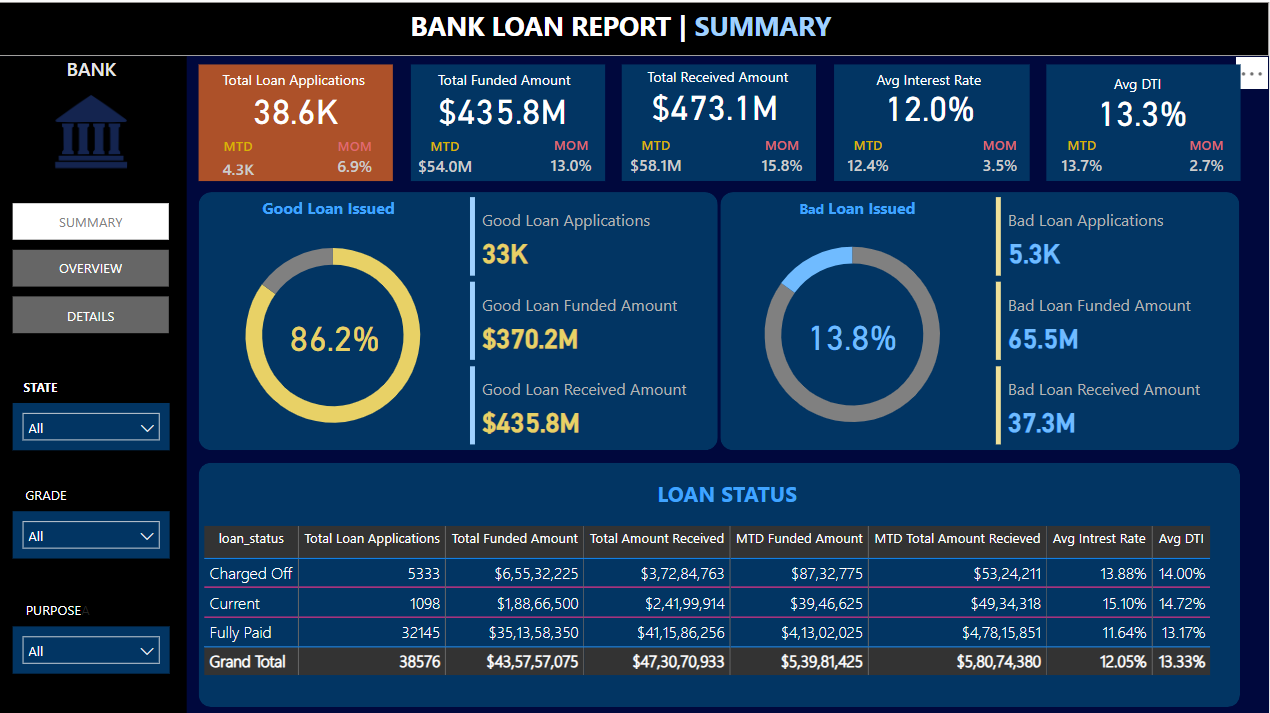 BANK LOAN REPORT | SUMMARY
BANK
SUMMARY
OVERVIEW
DETAILS
STATE
All
GRADE
All
PURPOSE
All
Total Loan Applications
38.6K
MTD MOM
4.3K 6.9%
Total Funded Amount
$435.8M
MTD MOM
$54.0M 13.0%
Total Received Amount
$473.1M
MTD MOM
$58.1M 15.8%
Avg Interest Rate
12.0%
MTD MOM
12.4% 3.5%
Avg DTI
13.3%
MTD MOM
13.7% 2.7%
Good Loan Issued
86.2%
Good Loan Applications
33K
Good Loan Funded Amount
$370.2M
Good Loan Received Amount
$435.8M
Bad Loan Issued
13.8%
Bad Loan Applications
5.3K
Bad Loan Funded Amount
65.5M
Bad Loan Received Amount
37.3M
LOAN STATUS
loan_status Total Loan Applications Total Funded Amount Total Amount Received MTD Funded Amount MTD Total Amount Recieved Avg Intrest Rate Avg DTI
Charged Off 5333 $6,55,32,225 $3,72,84,763 $87,32,775 $53,24,211 13.88% 14.00%
Current 1098 $1,88,66,500 $2,41,99,914 $39,46,625 $49,34,318 15.10% 14.72%
Fully Paid 32145 $35,13,58,350 $41,15,86,256 $4,13,02,025 $4,78,15,851 11.64% 13.17%
Grand Total 38576 $43,57,57,075 $47,30,70,933 $5,39,81,425 $5,80,74,380 12.05% 13.33%